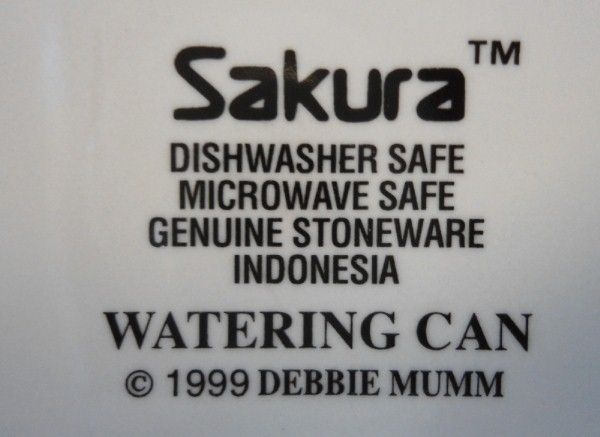 Sakura™
DISHWASHER SAFE
MICROWAVE SAFE
GENUINE STONEWARE
INDONESIA
WATERING CAN
© 1999 DEBBIE MUMM